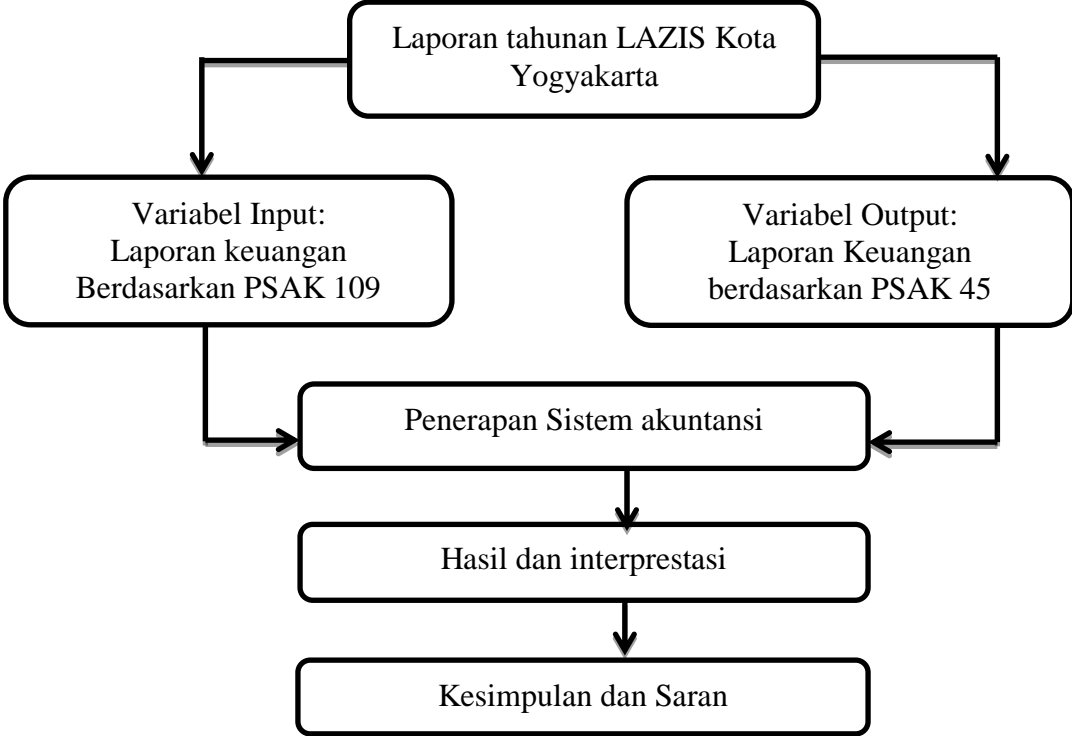 Laporan tahunan LAZIS Kota
Yogyakarta
Variabel Input:
Laporan keuangan
Berdasarkan PSAK 109
Variabel Output:
Laporan Keuangan
berdasarkan PSAK 45
Penerapan Sistem akuntansi
Hasil dan interprestasi
Kesimpulan dan Saran